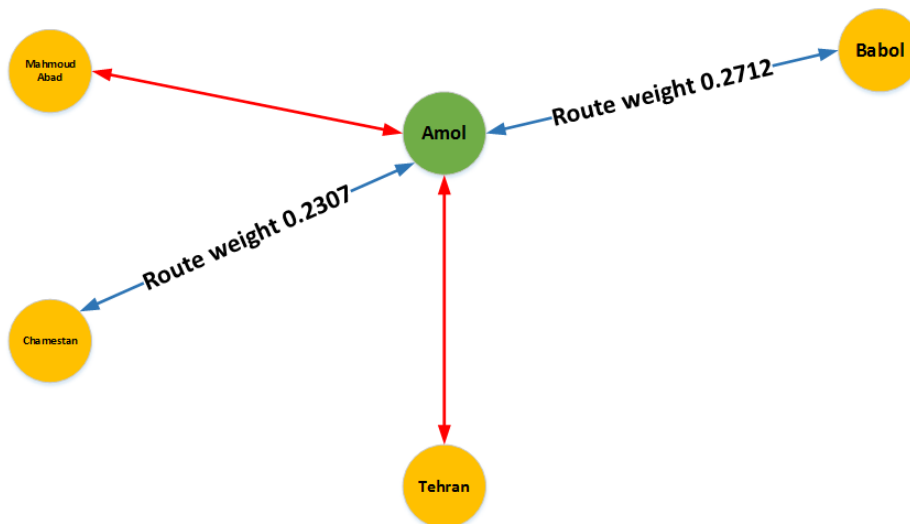 Mahmoud
Abad
Babol
Route weight 0.2712
Amol
Route weight 0.2307
Chamestan
Tehran